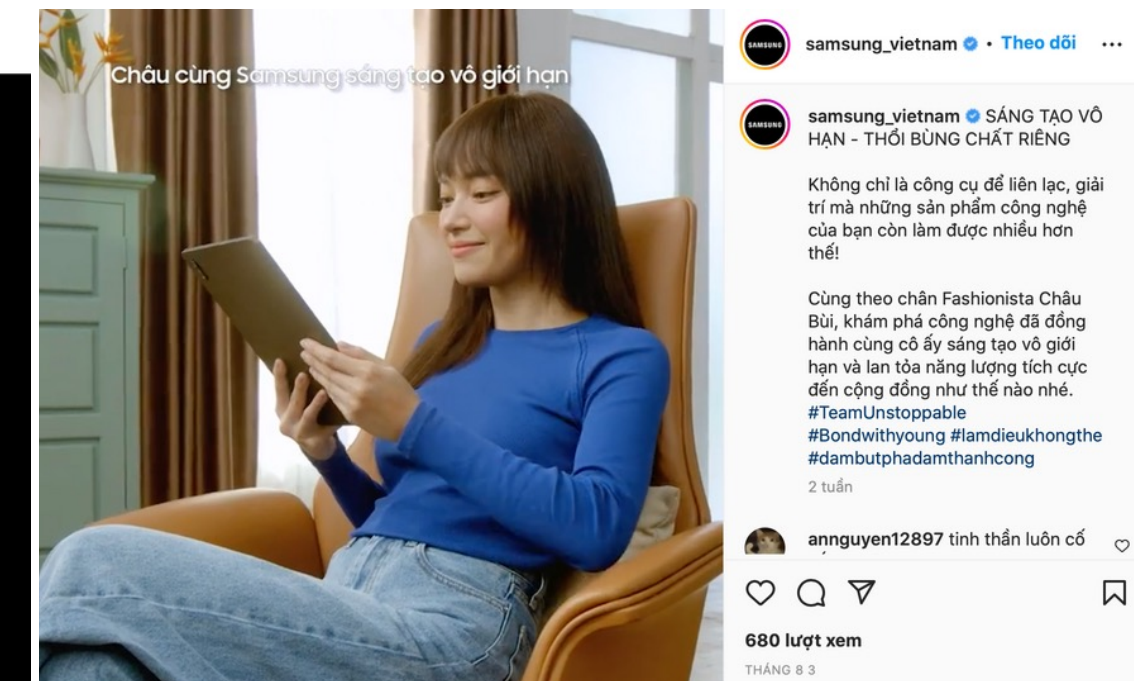 Châu cùng Samsung sáng tạo vô giới hạn
SAMSUNG
samsung_vietnam • Theo dõi
SAMSUNG
samsung_vietnam SÁNG TẠO VÔ
HẠN - THỔI BÙNG CHẤT RIÊNG
Không chỉ là công cụ để liên lạc, giải
trí mà những sản phẩm công nghệ
của bạn còn làm được nhiều hơn
thế!
Cùng theo chân Fashionista Châu
Bùi, khám phá công nghệ đã đồng
hành cùng cô ấy sáng tạo vô giới
hạn và lan tỏa năng lượng tích cực
đến cộng đồng như thế nào nhé.
#TeamUnstoppable
#Bondwithyoung #lamdieukhongthe
#dambutphadamthanhcong
2 tuần
annguyen12897 tinh thần luôn cố
680 lượt xem
THÁNG 8 3